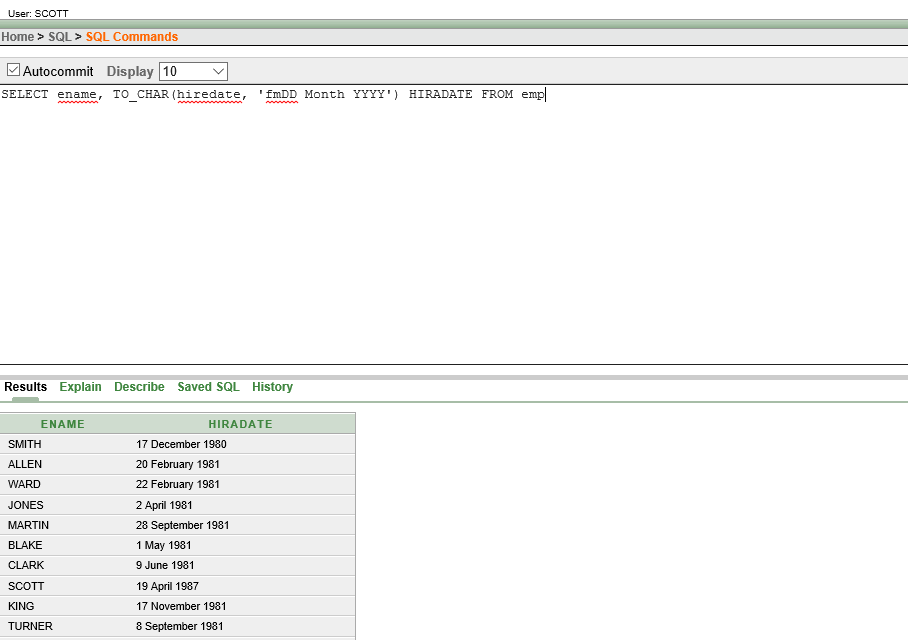 User: SCOTT
Home > SQL > SQL Commands
Autocommit Display 10
SELECT ename, TO_CHAR(hiredate, 'fmDD Month YYYY') HIRADATE FROM emp
Results Explain Describe Saved SQL History
ENAME HIRADATE
SMITH 17 December 1980
ALLEN 20 February 1981
WARD 22 February 1981
JONES 2 April 1981
MARTIN 28 September 1981
BLAKE 1 May 1981
CLARK 9 June 1981
SCOTT 19 April 1987
KING 17 November 1981
TURNER 8 September 1981